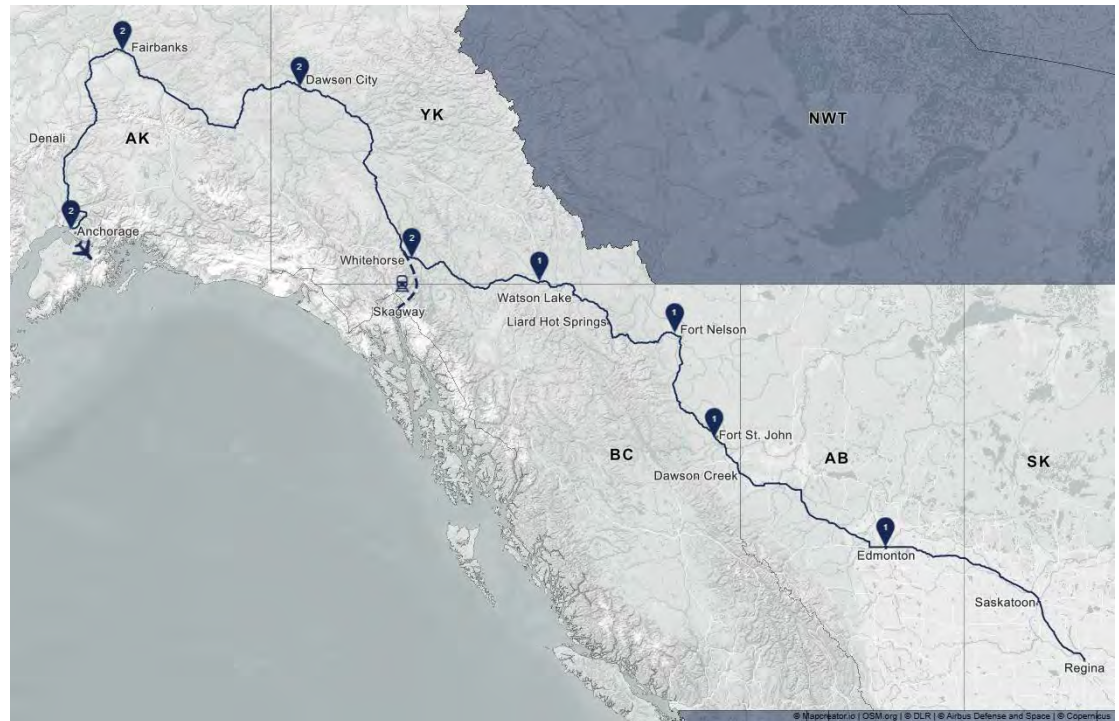 2
Fairbanks
2
Dawson City
YK
NWT
AK
Denali
2
Anchorage
2
Whitehorse
1
Watson Lake
Skagway
Liard Hot Springs
1
Fort Nelson
1
Fort St. John
BC
AB
SK
Dawson Creek
1
Edmonton
Saskatoon
Regina
© Mapcreator.io | OSM.org | © DLR | © Airbus Defense and Space | © Copernicus